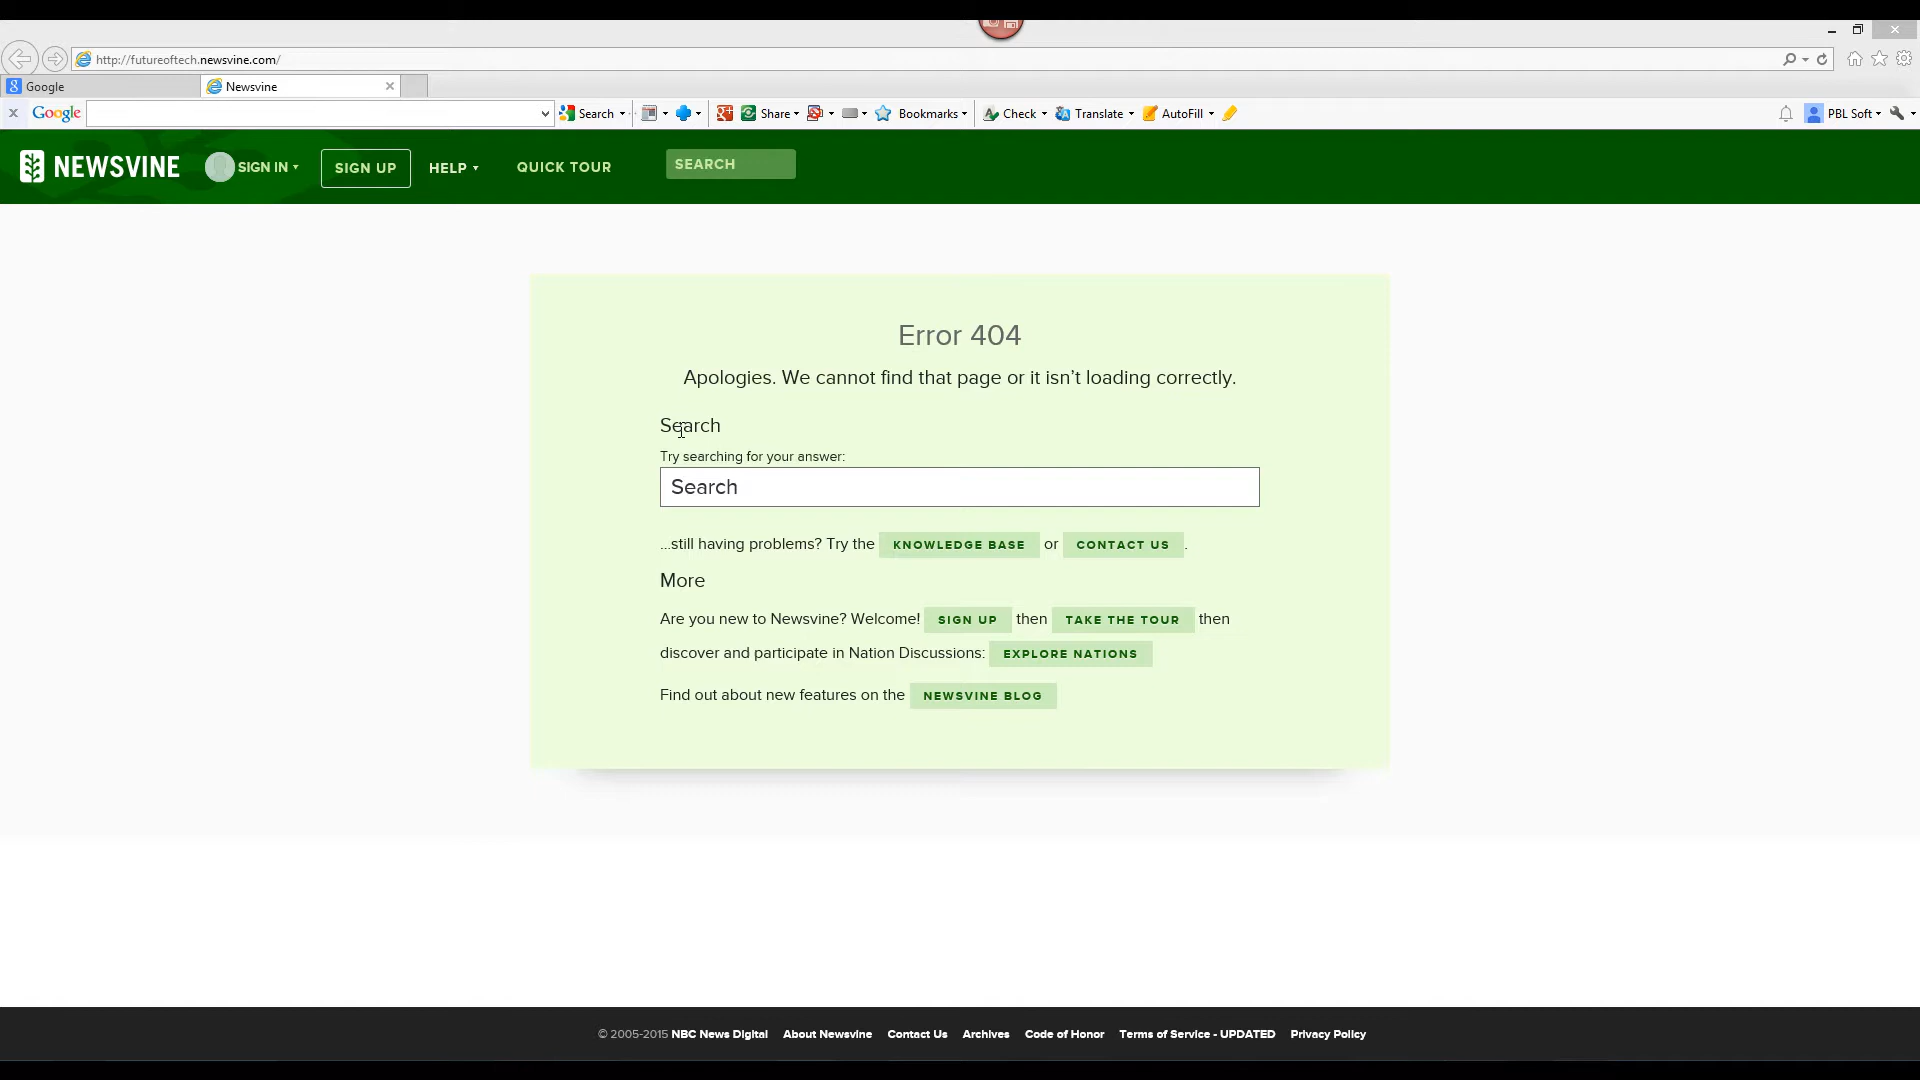 http://futureoftech.newsvine.com/
Google
Newsvine
Google Search Share Bookmarks Check Translate AutoFill PBL Soft
NEWSVINE SIGN IN SIGN UP HELP QUICK TOUR SEARCH
Error 404
Apologies. We cannot find that page or it isn’t loading correctly.
Search
Try searching for your answer:
Search
...still having problems? Try the KNOWLEDGE BASE or CONTACT US .
More
Are you new to Newsvine? Welcome! SIGN UP then TAKE THE TOUR then
discover and participate in Nation Discussions: EXPLORE NATIONS
Find out about new features on the NEWSVINE BLOG
© 2005-2015 NBC News Digital About Newsvine Contact Us Archives Code of Honor Terms of Service - UPDATED Privacy Policy